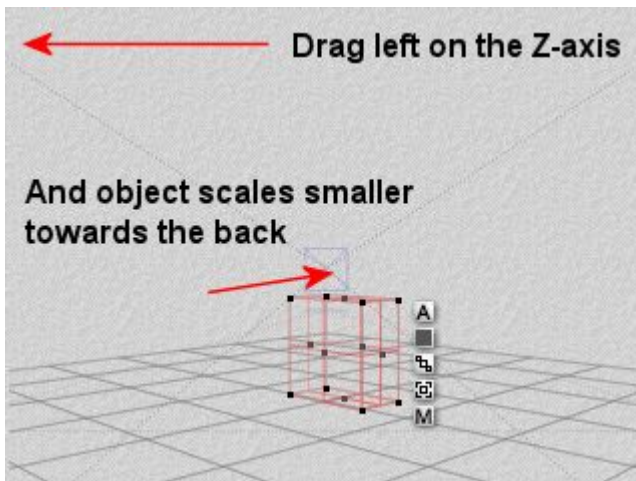 Drag left on the Z-axis
And object scales smaller
towards the back
A
M